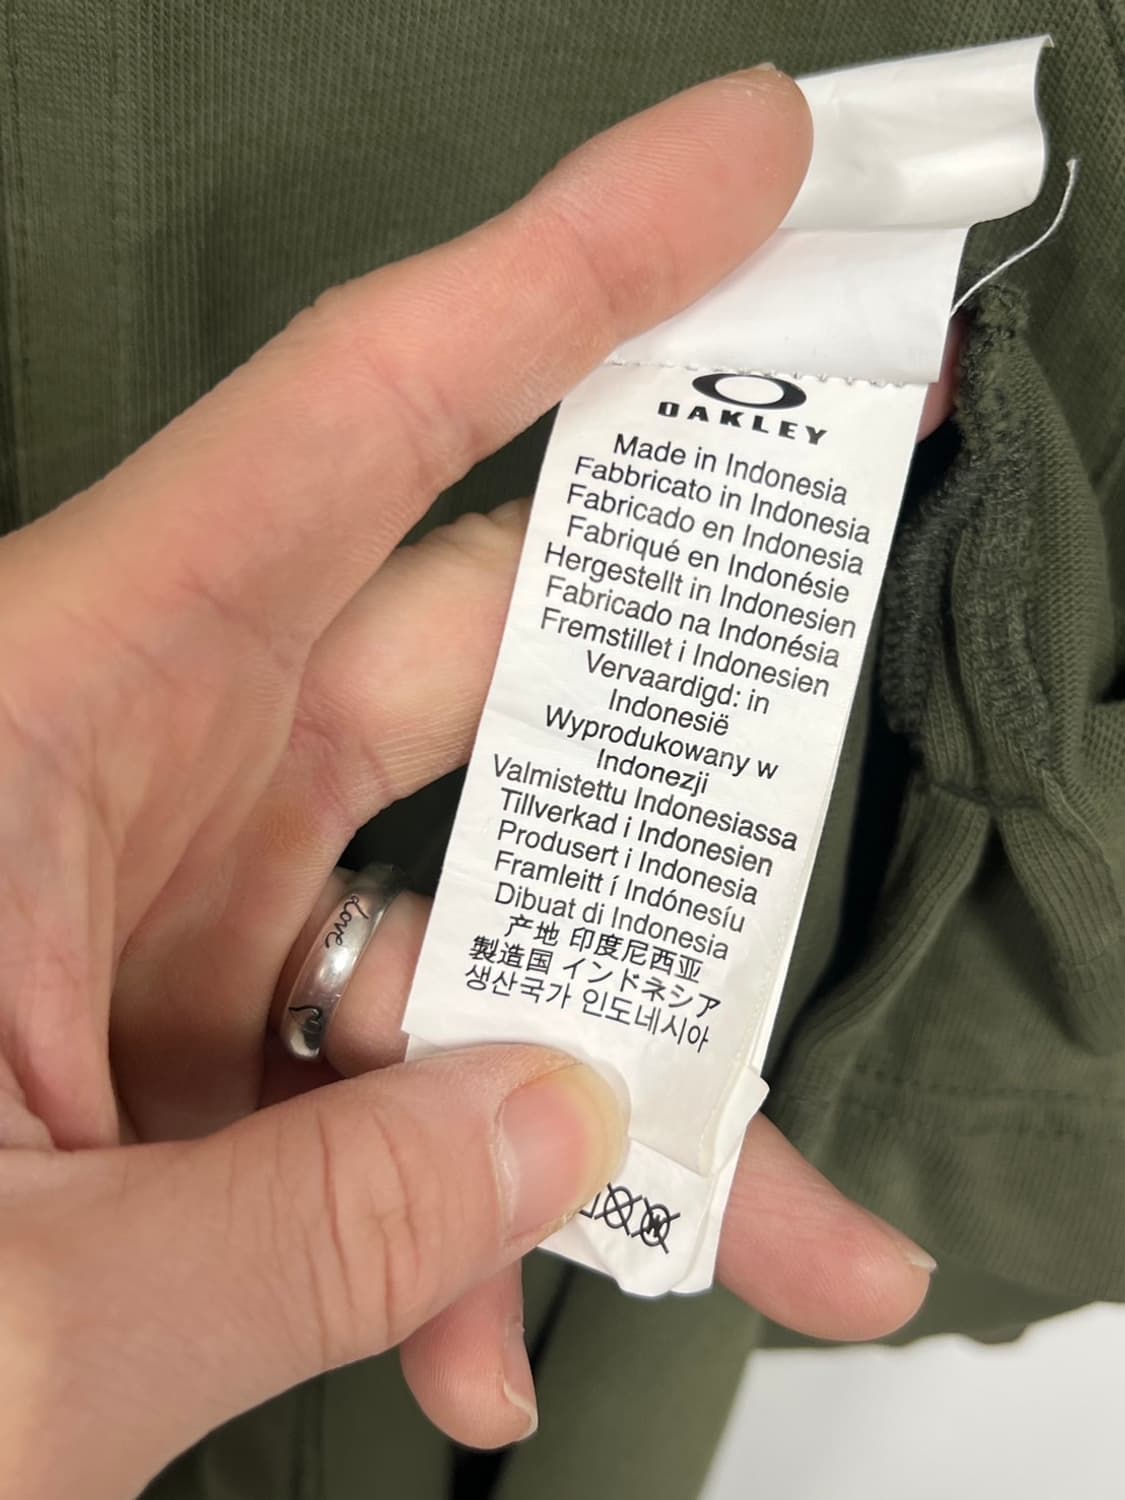 OAKLEY
Made in Indonesia
Fabbricato in Indonesia
Fabricado en Indonesia
Fabriqué en Indonésie
Hergestellt in Indonesien
Fabricado na Indonésia
Fremstillet i Indonesien
Vervaardigd: in
Indonesië
Wyprodukowany w
Indonezji
Valmistettu Indonesiassa
Tillverkad i Indonesien
Produsert i Indonesia
Framleitt í Indónesíu
Dibuat di Indonesia
产地 印度尼西亚
製造国 インドネシア
생산국가 인도네시아
Love
W